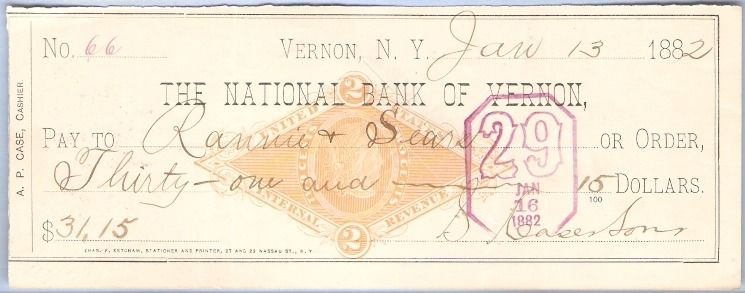 No. 66 VERNON, N. Y. Jan 13 1882
THE NATIONAL BANK OF VERNON,
PAY TO Rannie & Sears OR ORDER,
Thirty-one and 15/100 DOLLARS.
$31,15
A. P. CASE, CASHIER.
UNITED STATES
INTERNAL REVENUE
2
2
29
JAN
16
1882
CHAS. F. KETCHAM, STATIONER AND PRINTER, 27 AND 29 NASSAU ST., N. Y.